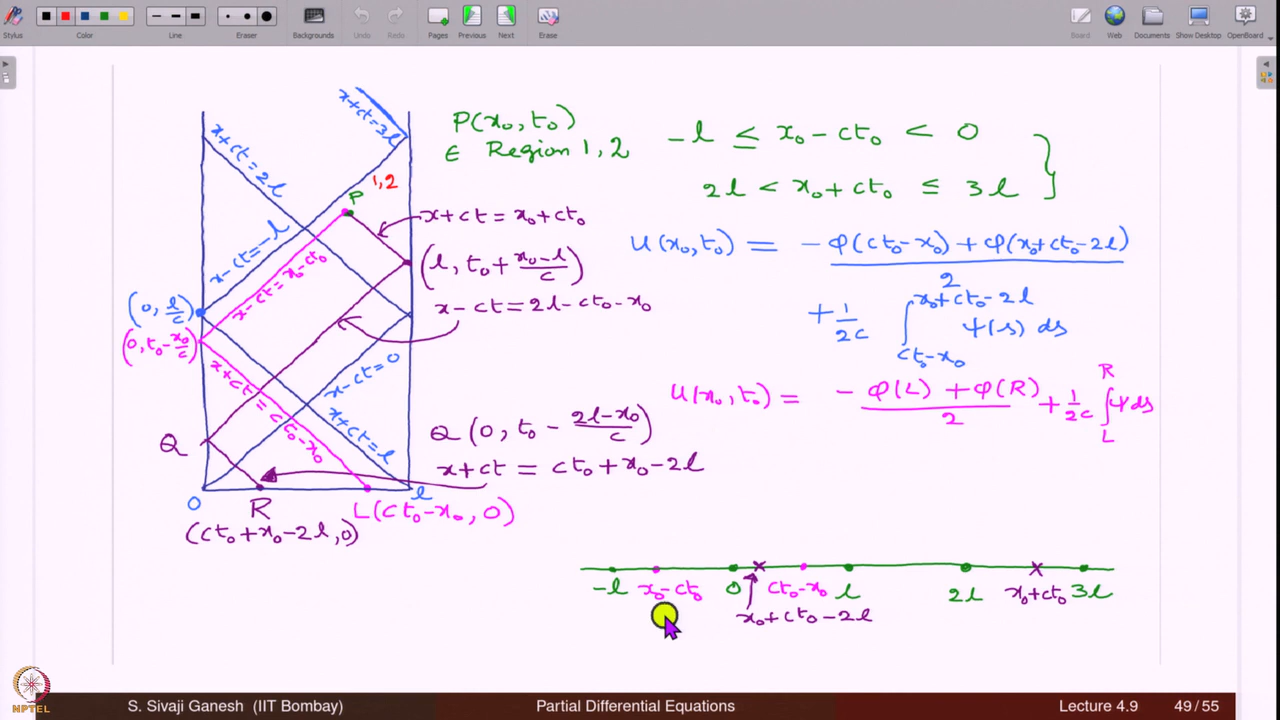 Stylus
Color
Line
Eraser
Backgrounds
Undo
Redo
Pages
Previous
Next
Erase
Board
Web
Documents
Show Desktop
OpenBoard
x+ct=3l
x+ct=2l
1,2
P
x-ct=-l
x-ct=x₀-ct₀
(0, l/c)
(0, t₀-x₀/c)
x-ct=0
x+ct=l
x+ct=ct₀-x₀
Q
0
l
R
(ct₀+x₀-2l, 0)
L(ct₀-x₀, 0)
P(x₀, t₀)
∈ Region 1, 2
-l ≤ x₀-ct₀ < 0
2l < x₀+ct₀ ≤ 3l
x+ct = x₀+ct₀
(l, t₀+(x₀-l)/c)
x-ct = 2l-ct₀-x₀
u(x₀,t₀) = (-φ(ct₀-x₀)+φ(x₀+ct₀-2l))/2
+1/2c ∫_{ct₀-x₀}^{x₀+ct₀-2l} ψ(s) ds
u(x₀,t₀) = (-φ(L)+φ(R))/2 + 1/2c ∫_L^R ψ ds
Q(0, t₀ - (2l-x₀)/c)
x+ct = ct₀+x₀-2l
-l x₀-ct₀ 0 ct₀-x₀ l 2l x₀+ct₀ 3l
x₀+ct₀-2l
NPTEL
S. Sivaji Ganesh (IIT Bombay)
Partial Differential Equations
Lecture 4.9
49/55